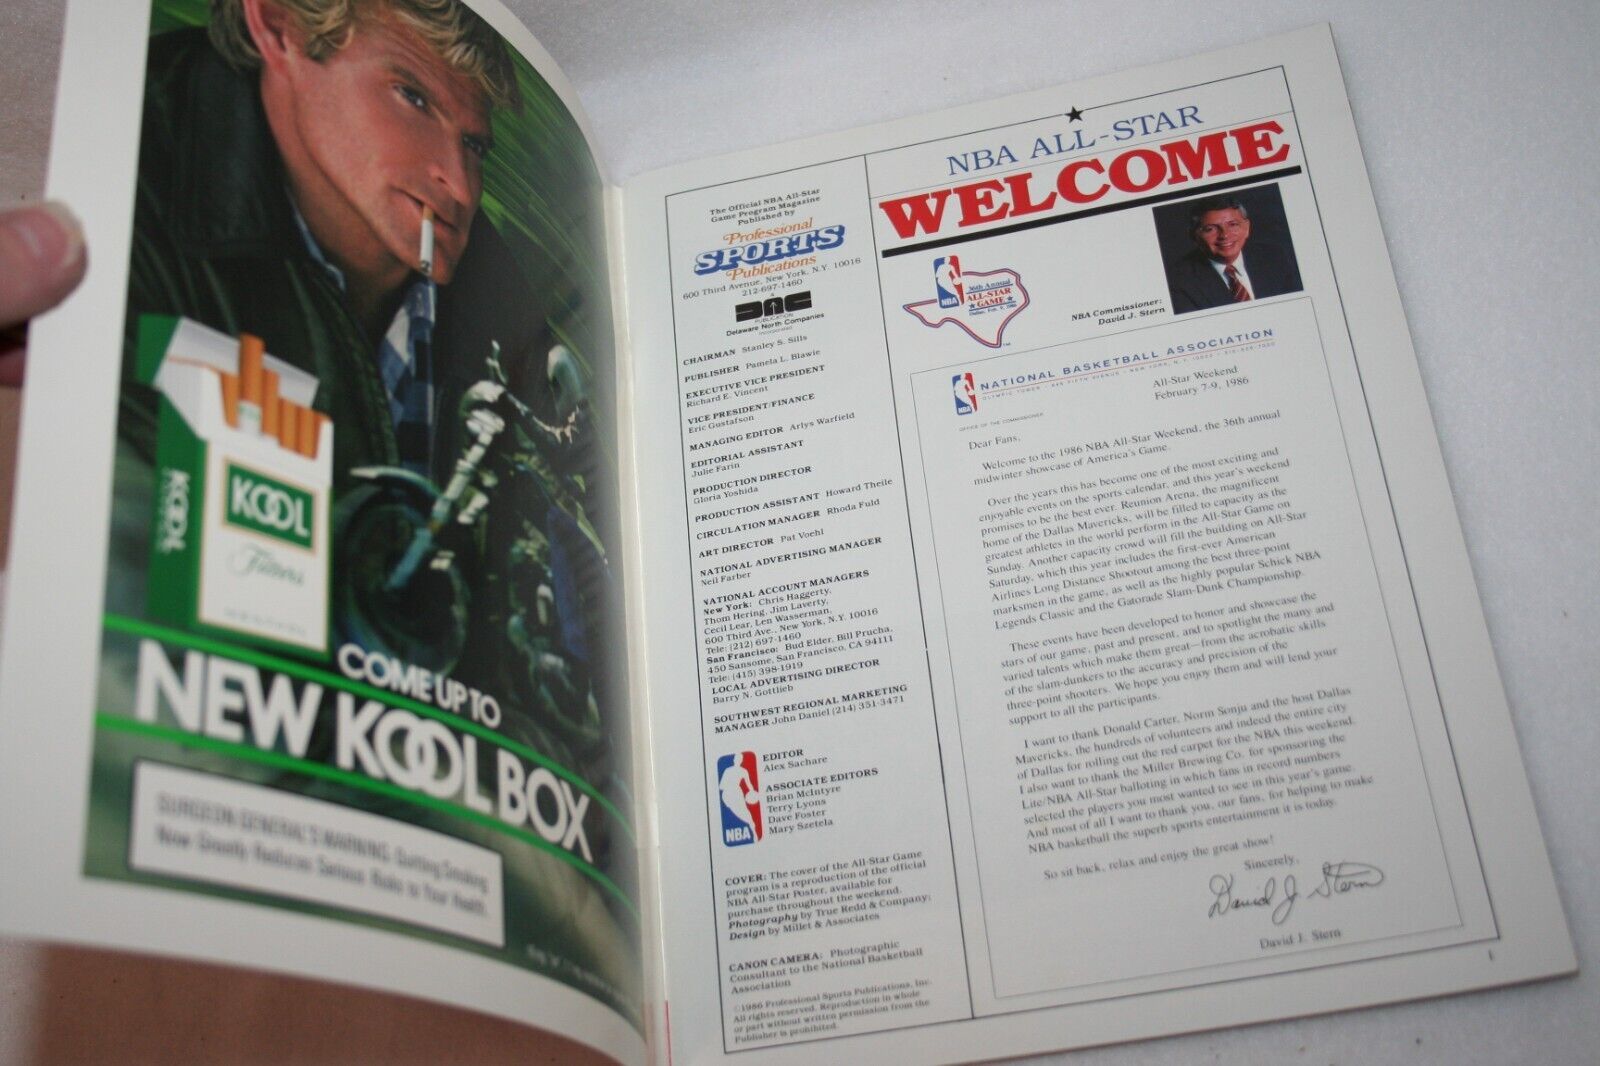 KOOL
KOOL
Filters
COME UP TO
NEW KOOL BOX
SURGEON GENERAL'S WARNING: Quitting Smoking
Now Greatly Reduces Serious Risks to Your Health.
The Official NBA All-Star
Game Program Magazine
Published by
Professional
SPORTS
Publications
600 Third Avenue, New York, N.Y. 10016
212-697-1460
A
DNC
PUBLICATION
Delaware North Companies
Incorporated
CHAIRMAN Stanley S. Sills
PUBLISHER Pamela L. Blawie
EXECUTIVE VICE PRESIDENT
Richard E. Vincent
VICE PRESIDENT/FINANCE
Eric Gustafson
MANAGING EDITOR Arlys Warfield
EDITORIAL ASSISTANT
Julie Farin
PRODUCTION DIRECTOR
Gloria Yoshida
PRODUCTION ASSISTANT Howard Theile
CIRCULATION MANAGER Rhoda Fuld
ART DIRECTOR Pat Voehl
NATIONAL ADVERTISING MANAGER
Neil Farber
NATIONAL ACCOUNT MANAGERS
New York: Chris Haggerty,
Thom Hering, Jim Laverty,
Cecil Lear, Len Wasserman,
600 Third Ave., New York, N.Y. 10016
Tele: (212) 697-1460
San Francisco: Bud Elder, Bill Prucha,
450 Sansome, San Francisco, CA 94111
Tele: (415) 398-1919
LOCAL ADVERTISING DIRECTOR
Barry N. Gottlieb
SOUTHWEST REGIONAL MARKETING
MANAGER John Daniel (214) 351-3471
NBA
EDITOR
Alex Sachare
ASSOCIATE EDITORS
Brian McIntyre
Terry Lyons
Dave Foster
Mary Szetela
COVER: The cover of the All-Star Game
program is a reproduction of the official
NBA All-Star Poster, available for
purchase throughout the weekend.
Photography by True Redd & Company;
Design by Millet & Associates
CANON CAMERA: Photographic
Consultant to the National Basketball
Association
©1986 Professional Sports Publications, Inc.
All rights reserved. Reproduction in whole
or part without written permission from the
Publisher is prohibited.
NBA ALL-STAR
WELCOME
NBA
36th Annual
ALL-STAR
GAME
Dallas, Feb. 9, 1986
TM
NBA Commissioner:
David J. Stern
NBA
NATIONAL BASKETBALL ASSOCIATION
OLYMPIC TOWER • 645 FIFTH AVENUE • NEW YORK, N.Y. 10022 • 212-826-7000
OFFICE OF THE COMMISSIONER
All-Star Weekend
February 7-9, 1986
Dear Fans,
Welcome to the 1986 NBA All-Star Weekend, the 36th annual
midwinter showcase of America's Game.
Over the years this has become one of the most exciting and
enjoyable events on the sports calendar, and this year's weekend
promises to be the best ever. Reunion Arena, the magnificent
home of the Dallas Mavericks, will be filled to capacity as the
greatest athletes in the world perform in the All-Star Game on
Sunday. Another capacity crowd will fill the building on All-Star
Saturday, which this year includes the first-ever American
Airlines Long Distance Shootout among the best three-point
marksmen in the game, as well as the highly popular Schick NBA
Legends Classic and the Gatorade Slam-Dunk Championship.
These events have been developed to honor and showcase the
stars of our game, past and present, and to spotlight the many and
varied talents which make them great—from the acrobatic skills
of the slam-dunkers to the accuracy and precision of the
three-point shooters. We hope you enjoy them and will lend your
support to all the participants.
I want to thank Donald Carter, Norm Sonju and the host Dallas
Mavericks, the hundreds of volunteers and indeed the entire city
of Dallas for rolling out the red carpet for the NBA this weekend.
I also want to thank the Miller Brewing Co. for sponsoring the
Lite/NBA All-Star balloting in which fans in record numbers
selected the players you most wanted to see in this year's game.
And most of all I want to thank you, our fans, for helping to make
NBA basketball the superb sports entertainment it is today.
So sit back, relax and enjoy the great show!
Sincerely,
David J. Stern
David J. Stern
1